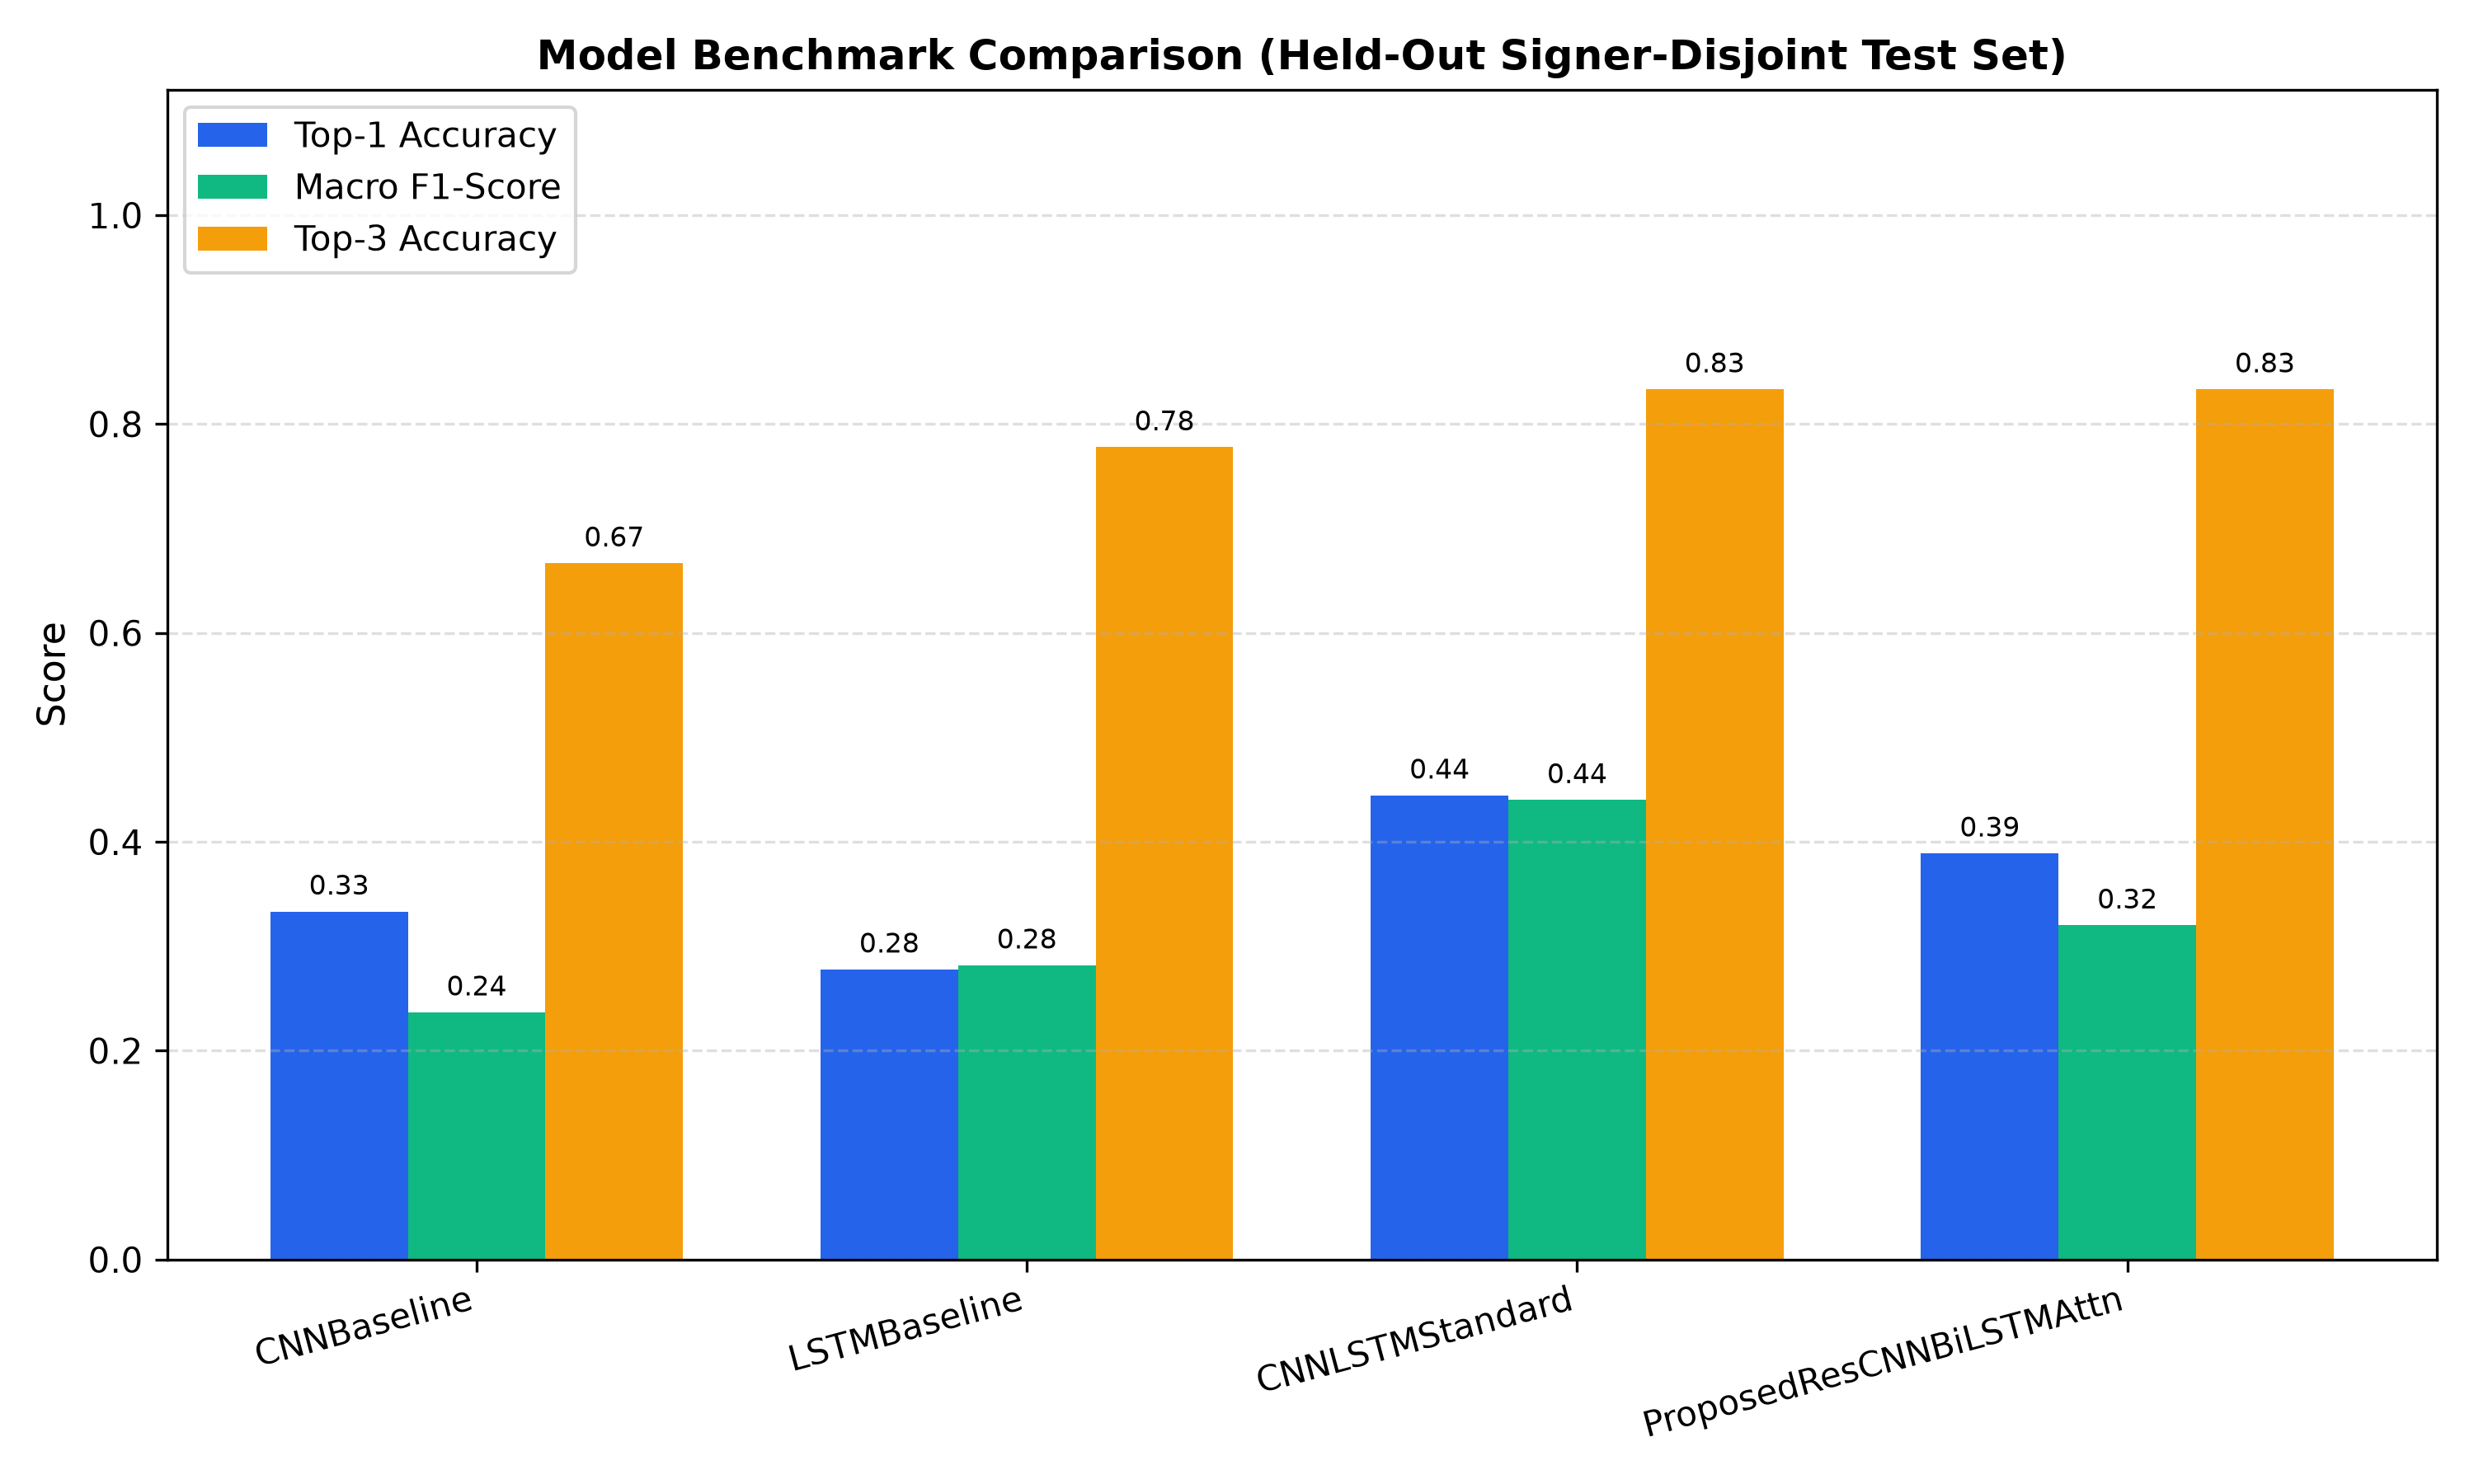 Model Benchmark Comparison (Held-Out Signer-Disjoint Test Set)
Top-1 Accuracy
Macro F1-Score
Top-3 Accuracy
Score
1.0
0.8
0.6
0.4
0.2
0.0
0.33
0.24
0.67
0.28
0.28
0.78
0.44
0.44
0.83
0.39
0.32
0.83
CNNBaseline
LSTMBaseline
CNNLSTMStandard
ProposedResCNNBiLSTMAttn